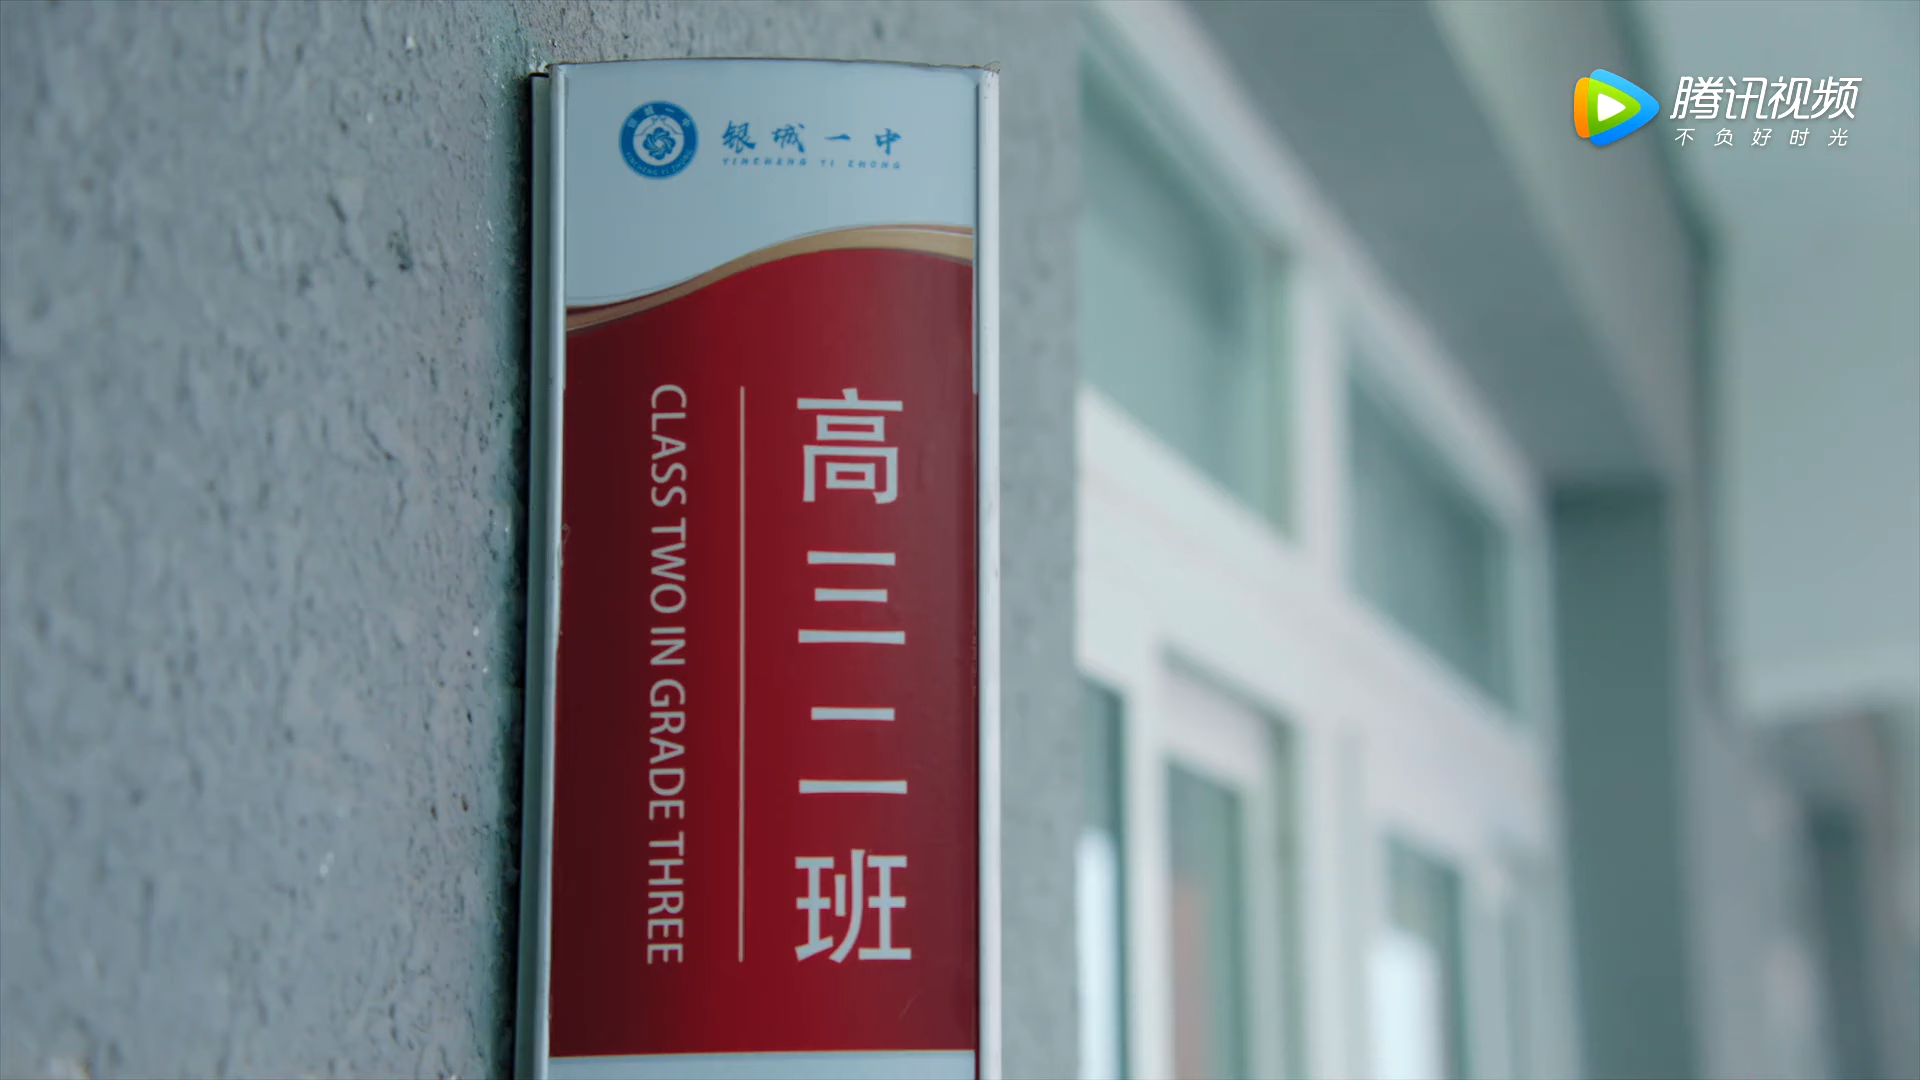 银城一中
YINCHENG YI ZHONG
高三二班
CLASS TWO IN GRADE THREE
腾讯视频
不负好时光